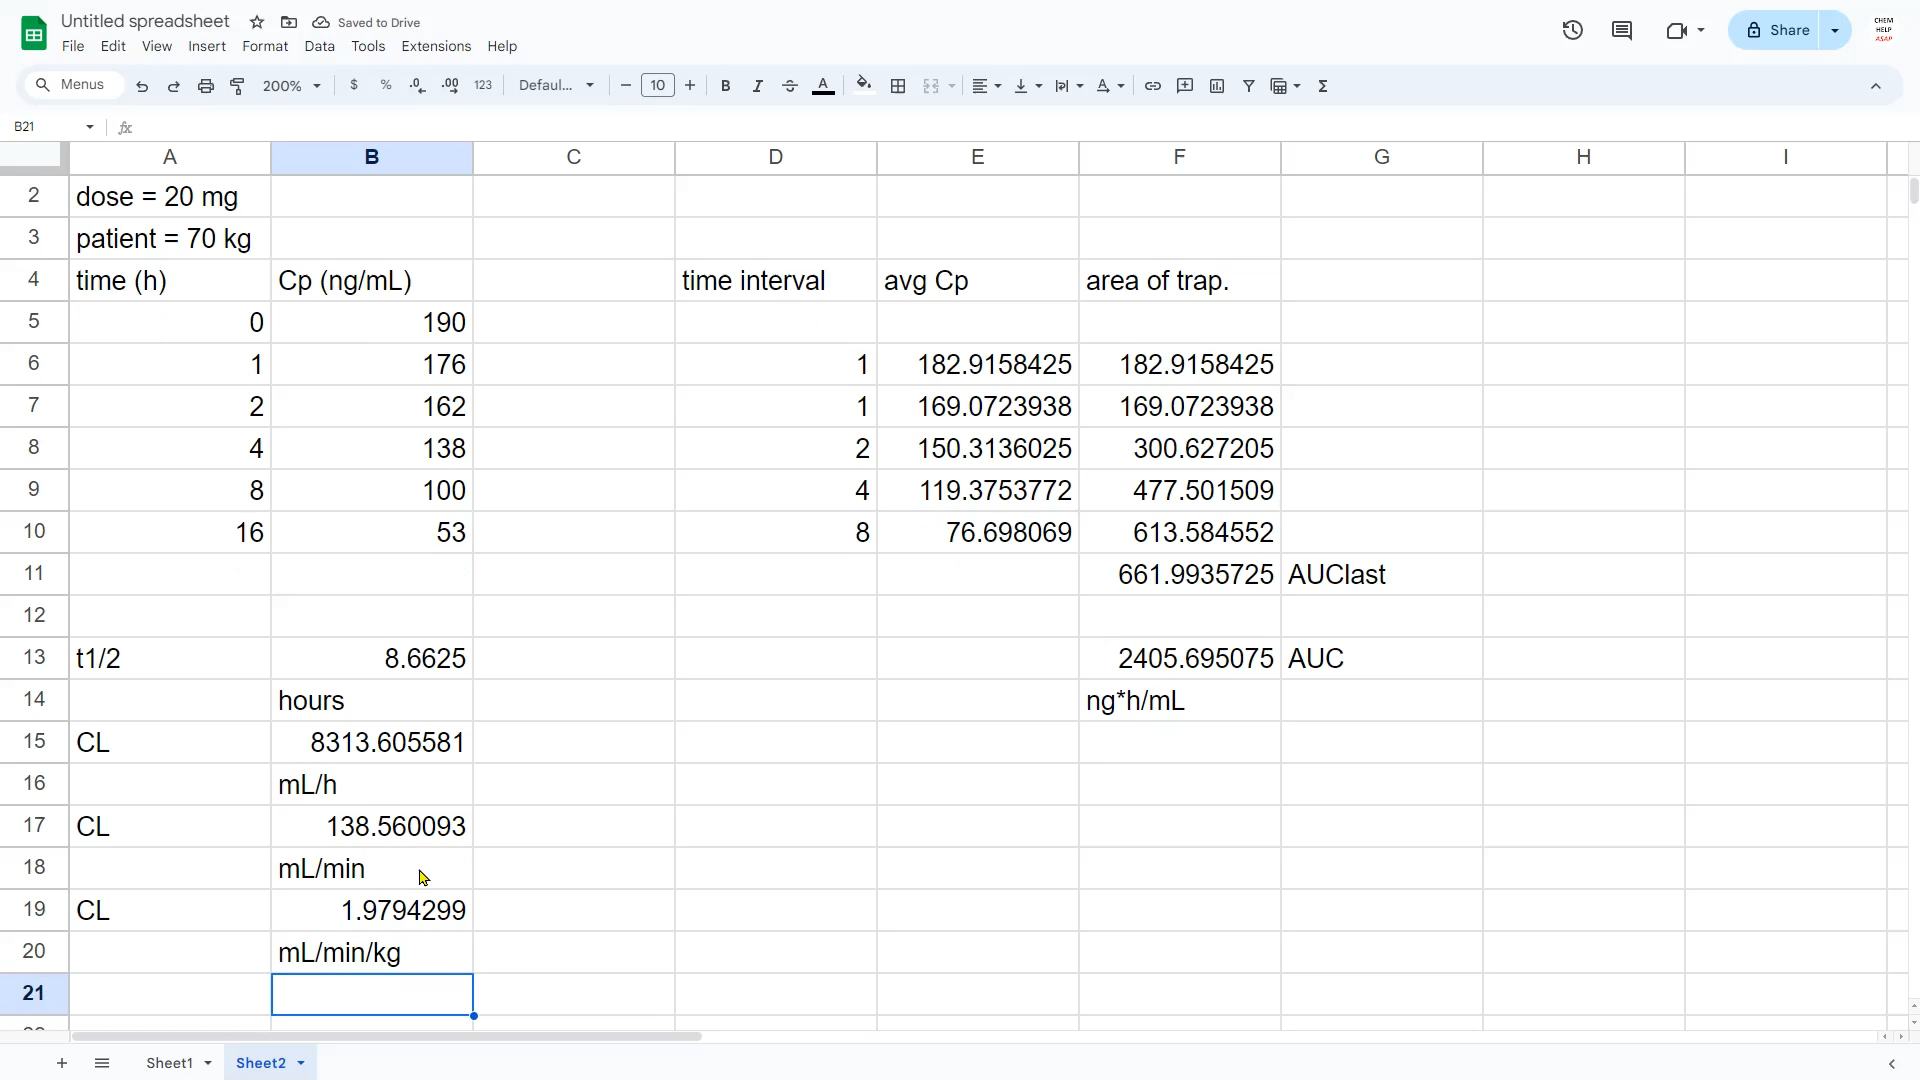 Untitled spreadsheet Saved to Drive
File Edit View Insert Format Data Tools Extensions Help
Share
CHEM
HELP
ASAP
Menus 200% $ % .0 .00 123 Defaul... 10 B I A Σ
B21 fx
A B C D E F G H I
2 dose = 20 mg
3 patient = 70 kg
4 time (h) Cp (ng/mL) time interval avg Cp area of trap.
5 0 190
6 1 176 1 182.9158425 182.9158425
7 2 162 1 169.0723938 169.0723938
8 4 138 2 150.3136025 300.627205
9 8 100 4 119.3753772 477.501509
10 16 53 8 76.698069 613.584552
11 661.9935725 AUClast
12
13 t1/2 8.6625 2405.695075 AUC
14 hours ng*h/mL
15 CL 8313.605581
16 mL/h
17 CL 138.560093
18 mL/min
19 CL 1.9794299
20 mL/min/kg
21
Sheet1 Sheet2